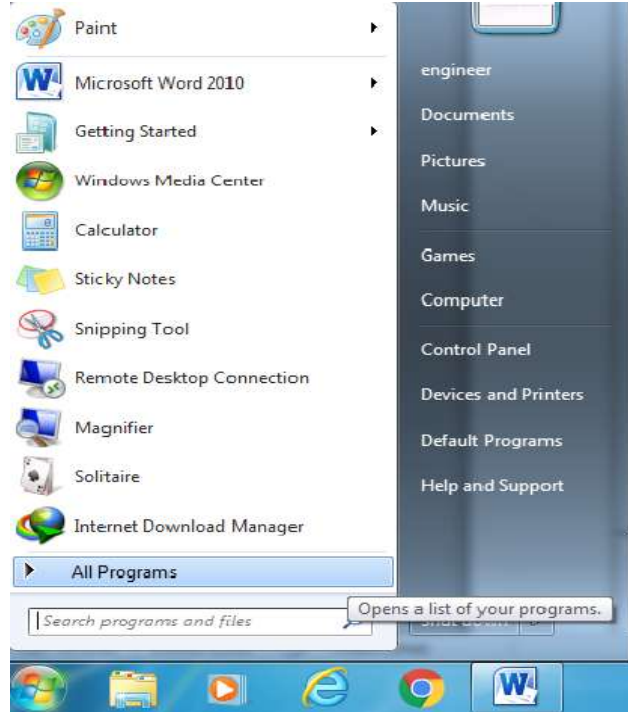 Paint
Microsoft Word 2010
Getting Started
Windows Media Center
Calculator
Sticky Notes
Snipping Tool
Remote Desktop Connection
Magnifier
Solitaire
Internet Download Manager
All Programs
Search programs and files
engineer
Documents
Pictures
Music
Games
Computer
Control Panel
Devices and Printers
Default Programs
Help and Support
Opens a list of your programs.